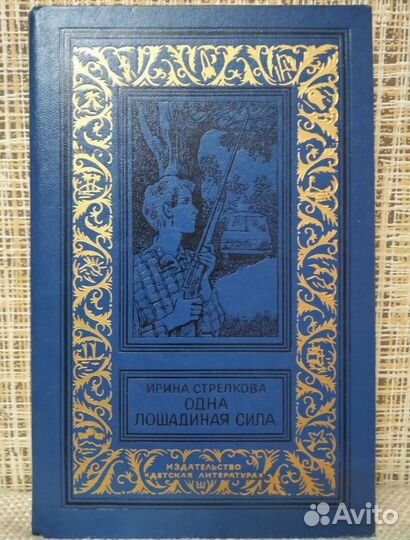 ИРИНА СТРЕЛКОВА
ОДНА
ЛОШАДИНАЯ СИЛА
ИЗДАТЕЛЬСТВО
«ДЕТСКАЯ ЛИТЕРАТУРА»
Avito